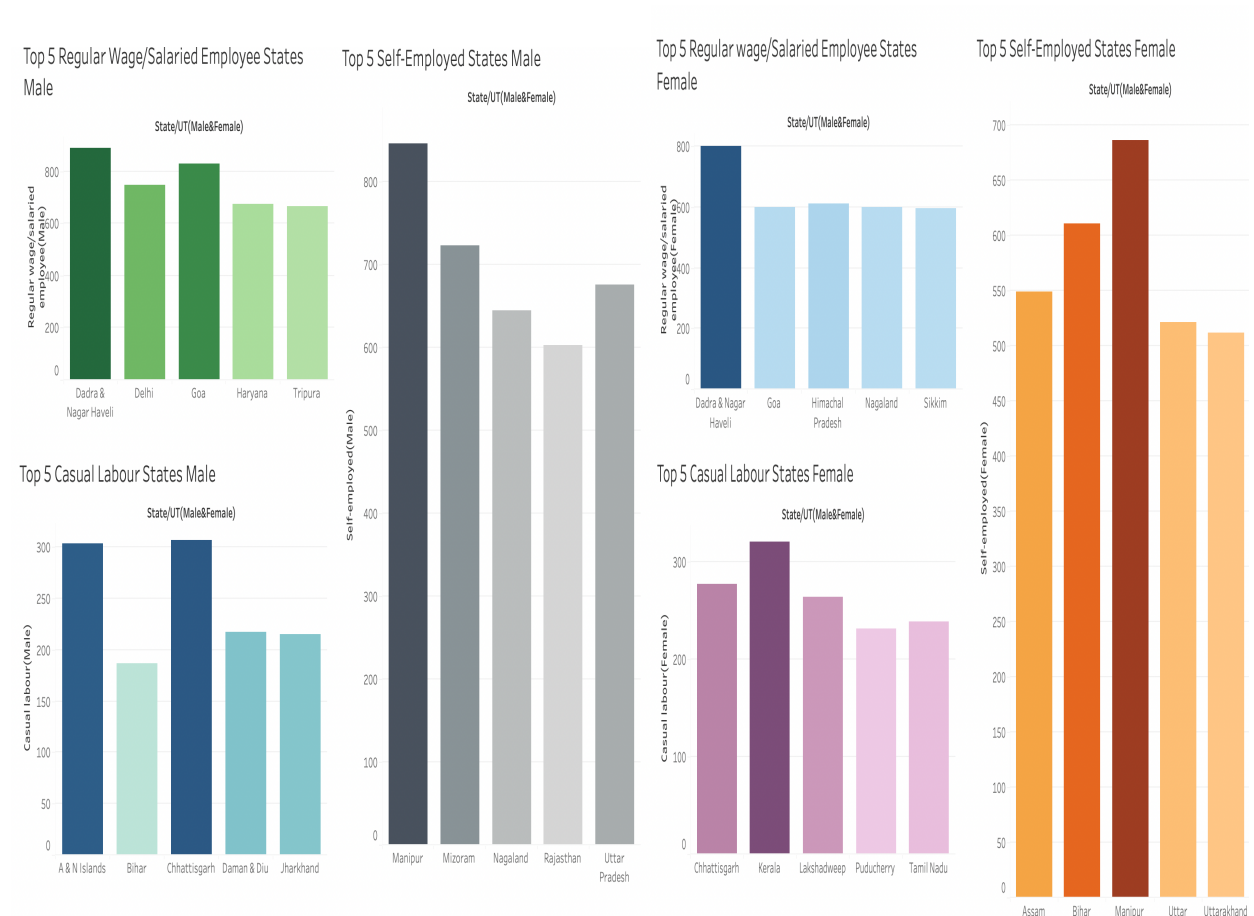 Top 5 Regular Wage/Salaried Employee States
Male
State/UT(Male&Female)
Regular wage/salaried
employee(Male)
800
600
400
200
0
Dadra &
Nagar Haveli
Delhi
Goa
Haryana
Tripura
Top 5 Self-Employed States Male
State/UT(Male&Female)
Self-employed(Male)
800
700
600
500
400
300
200
100
0
Manipur
Mizoram
Nagaland
Rajasthan
Uttar
Pradesh
Top 5 Regular wage/Salaried Employee States
Female
State/UT(Male&Female)
Regular wage/salaried
employee(Female)
800
600
400
200
0
Dadra & Nagar
Haveli
Goa
Himachal
Pradesh
Nagaland
Sikkim
Top 5 Self-Employed States Female
State/UT(Male&Female)
Self-employed(Female)
700
650
600
550
500
450
400
350
300
250
200
150
100
50
0
Assam
Bihar
Manipur
Uttar
Uttarakhand
Top 5 Casual Labour States Male
State/UT(Male&Female)
Casual labour(Male)
300
250
200
150
100
50
0
A & N Islands
Bihar
Chhattisgarh
Daman & Diu
Jharkhand
Top 5 Casual Labour States Female
State/UT(Male&Female)
Casual labour(Female)
300
200
100
0
Chhattisgarh
Kerala
Lakshadweep
Puducherry
Tamil Nadu